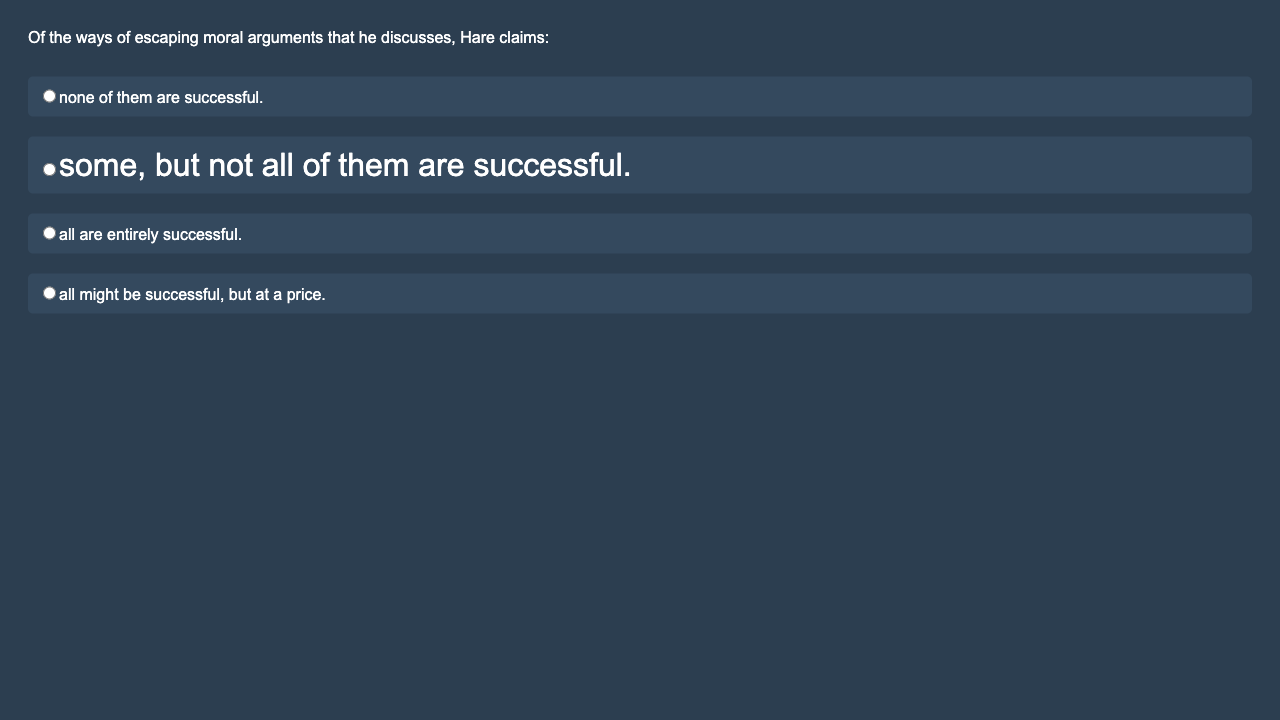 Of the ways of escaping moral arguments that he discusses, Hare claims:
none of them are successful.
some, but not all of them are successful.
all are entirely successful.
all might be successful, but at a price.